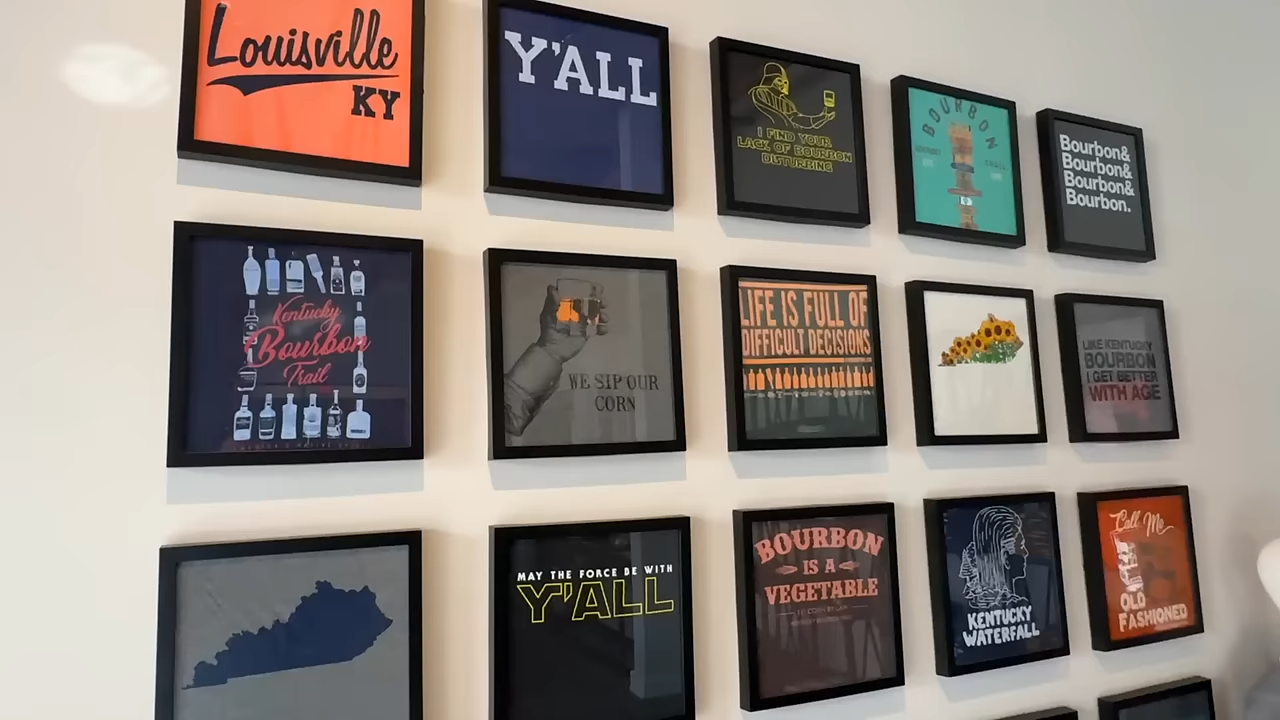 Louisville
KY
Y'ALL
I FIND YOUR
LACK OF BOURBON
DISTURBING
BOURBON
Bourbon&
Bourbon&
Bourbon&
Bourbon.
Kentucky
Bourbon
Trail
WE SIP OUR
CORN
LIFE IS FULL OF
DIFFICULT DECISIONS
LIKE KENTUCKY
BOURBON
I GET BETTER
WITH AGE
MAY THE FORCE BE WITH
Y'ALL
BOURBON
IS A
VEGETABLE
KENTUCKY
WATERFALL
Call Me
OLD
FASHIONED